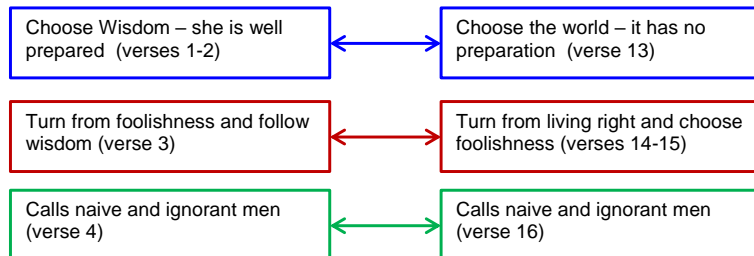 Choose Wisdom – she is well
prepared  (verses 1-2)
Choose the world – it has no
preparation  (verse 13)
Turn from foolishness and follow
wisdom (verse 3)
Turn from living right and choose
foolishness (verses 14-15)
Calls naive and ignorant men
(verse 4)
Calls naive and ignorant men
(verse 16)